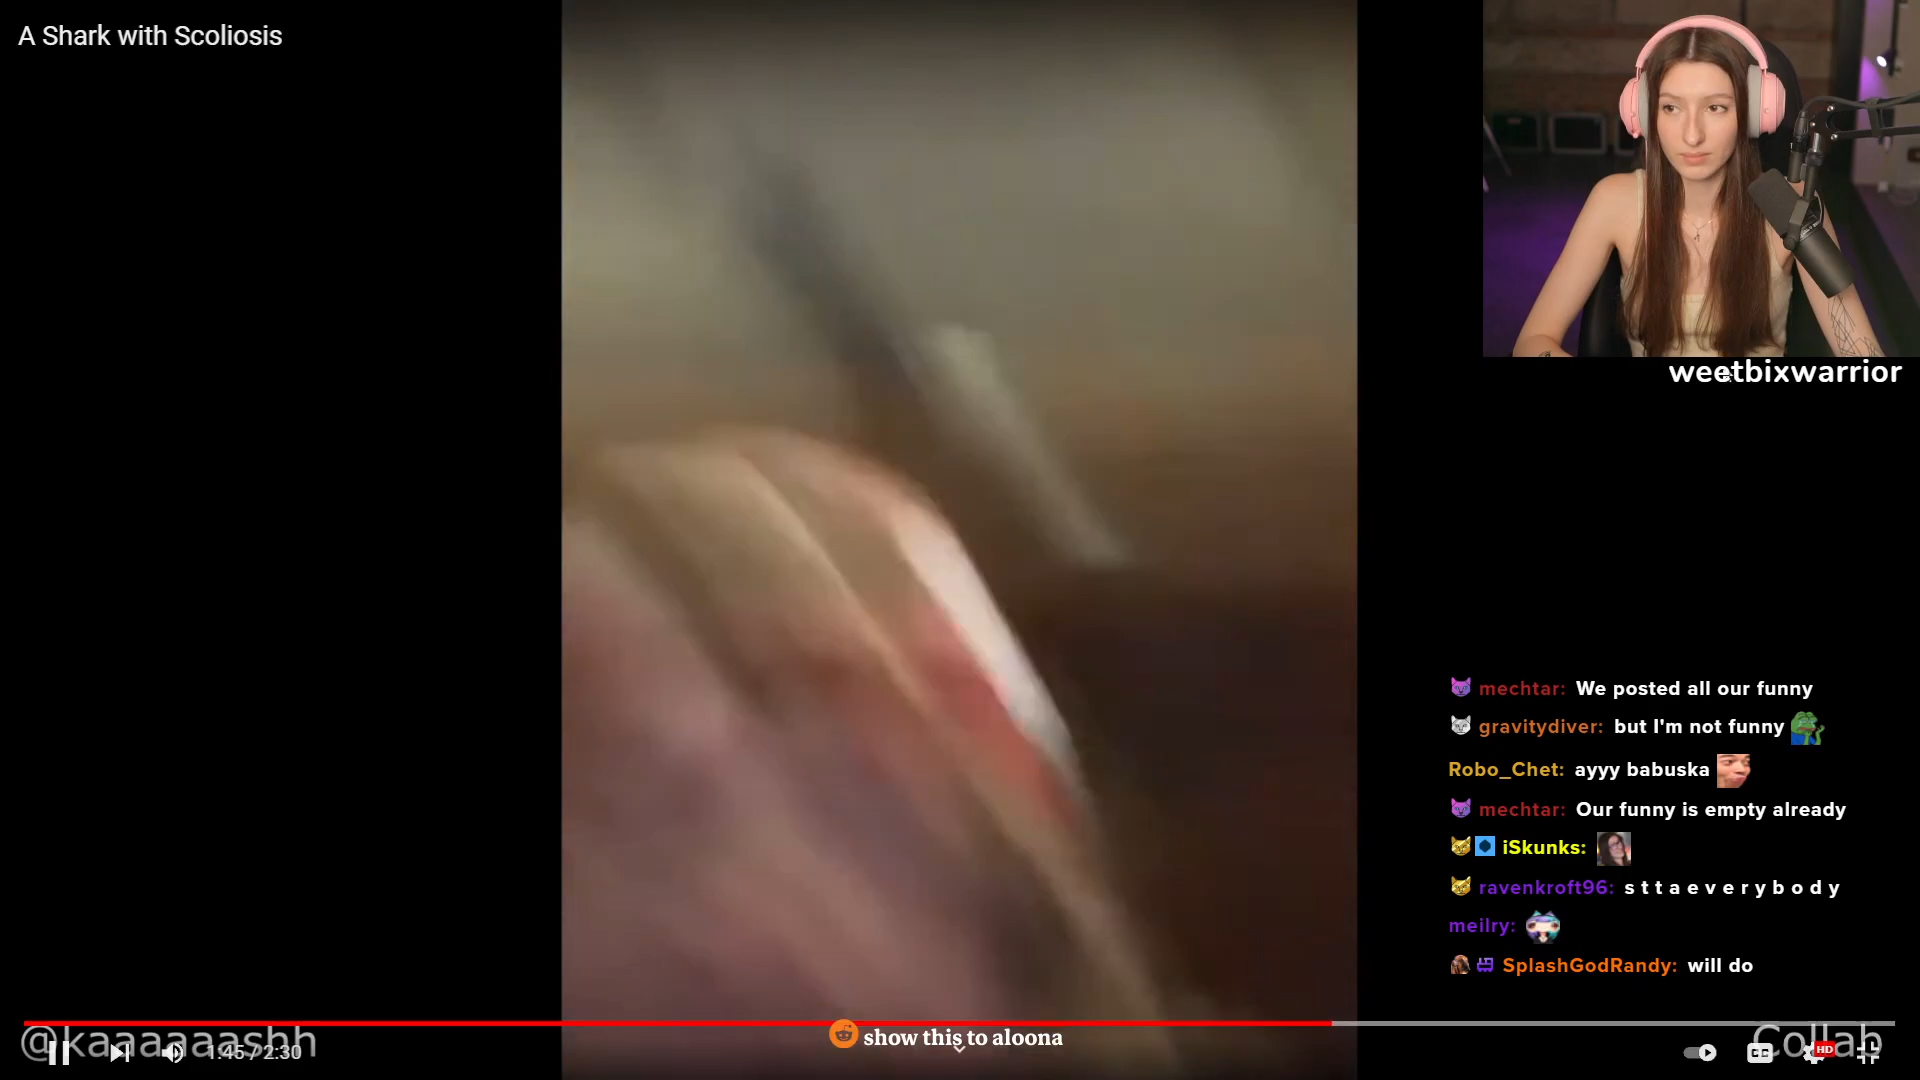 A Shark with Scoliosis
weetbixwarrior
mechtar: We posted all our funny
gravitydiver: but I'm not funny
Robo_Chet: ayyy babuska
mechtar: Our funny is empty already
iSkunks:
ravenkroft96: s t t a e v e r y b o d y
meilry:
SplashGodRandy: will do
@kaaaaaashh
show this to aloona
Collab
1:45 / 2:30
CC
HD